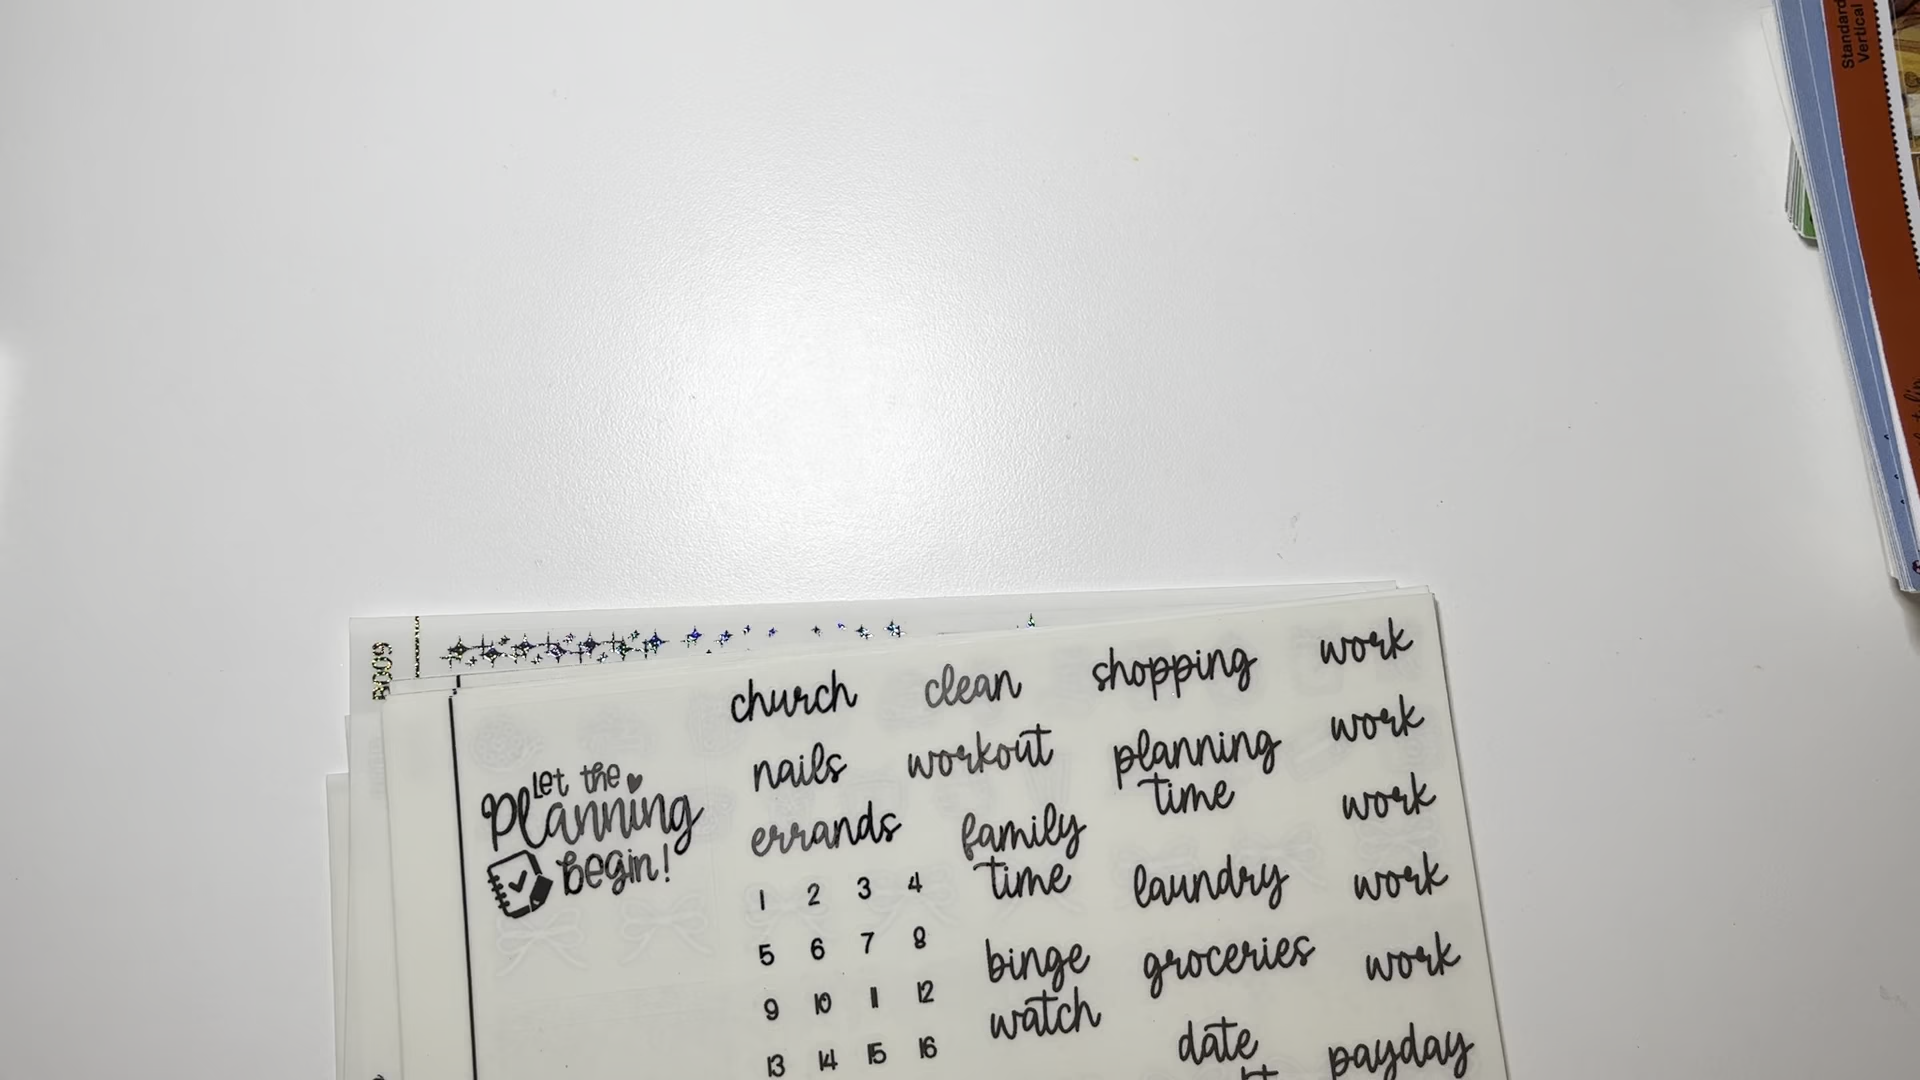 Standard
Vertical
church
clean
shopping
work
nails
workout
planning
time
work
let the
planning
begin!
errands
family
time
work
1 2 3 4
laundry
work
5 6 7 8
binge
watch
groceries
work
9 10 11 12
13 14 15 16
date
payday